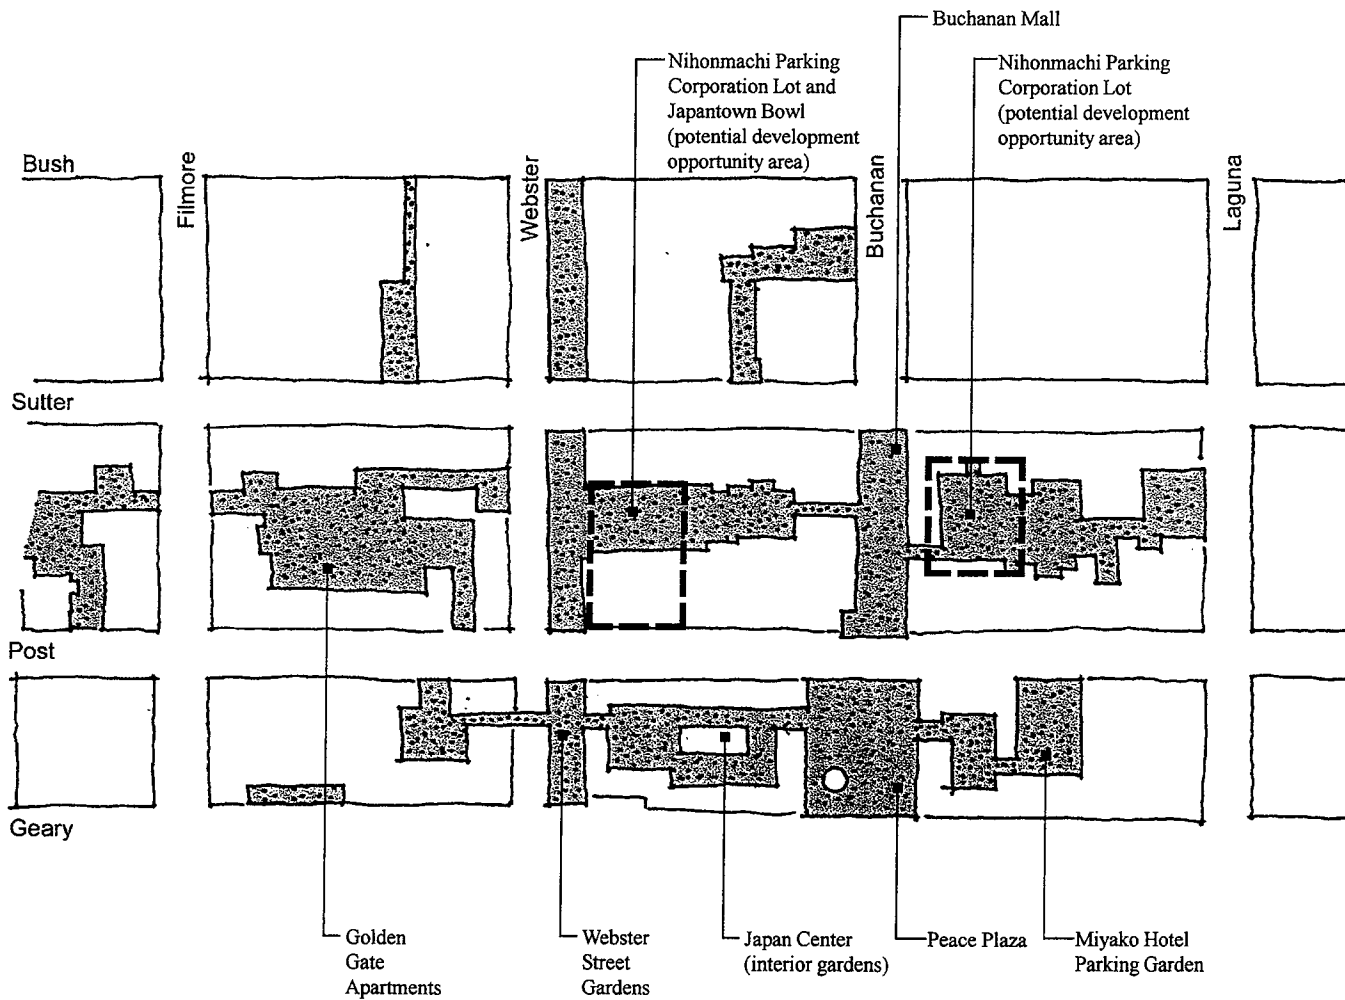 Buchanan Mall
Nihonmachi Parking
Corporation Lot and
Japantown Bowl
(potential development
opportunity area)
Nihonmachi Parking
Corporation Lot
(potential development
opportunity area)
Bush
Filmore
Webster
Buchanan
Laguna
Sutter
Post
Geary
Golden
Gate
Apartments
Webster
Street
Gardens
Japan Center
(interior gardens)
Peace Plaza
Miyako Hotel
Parking Garden